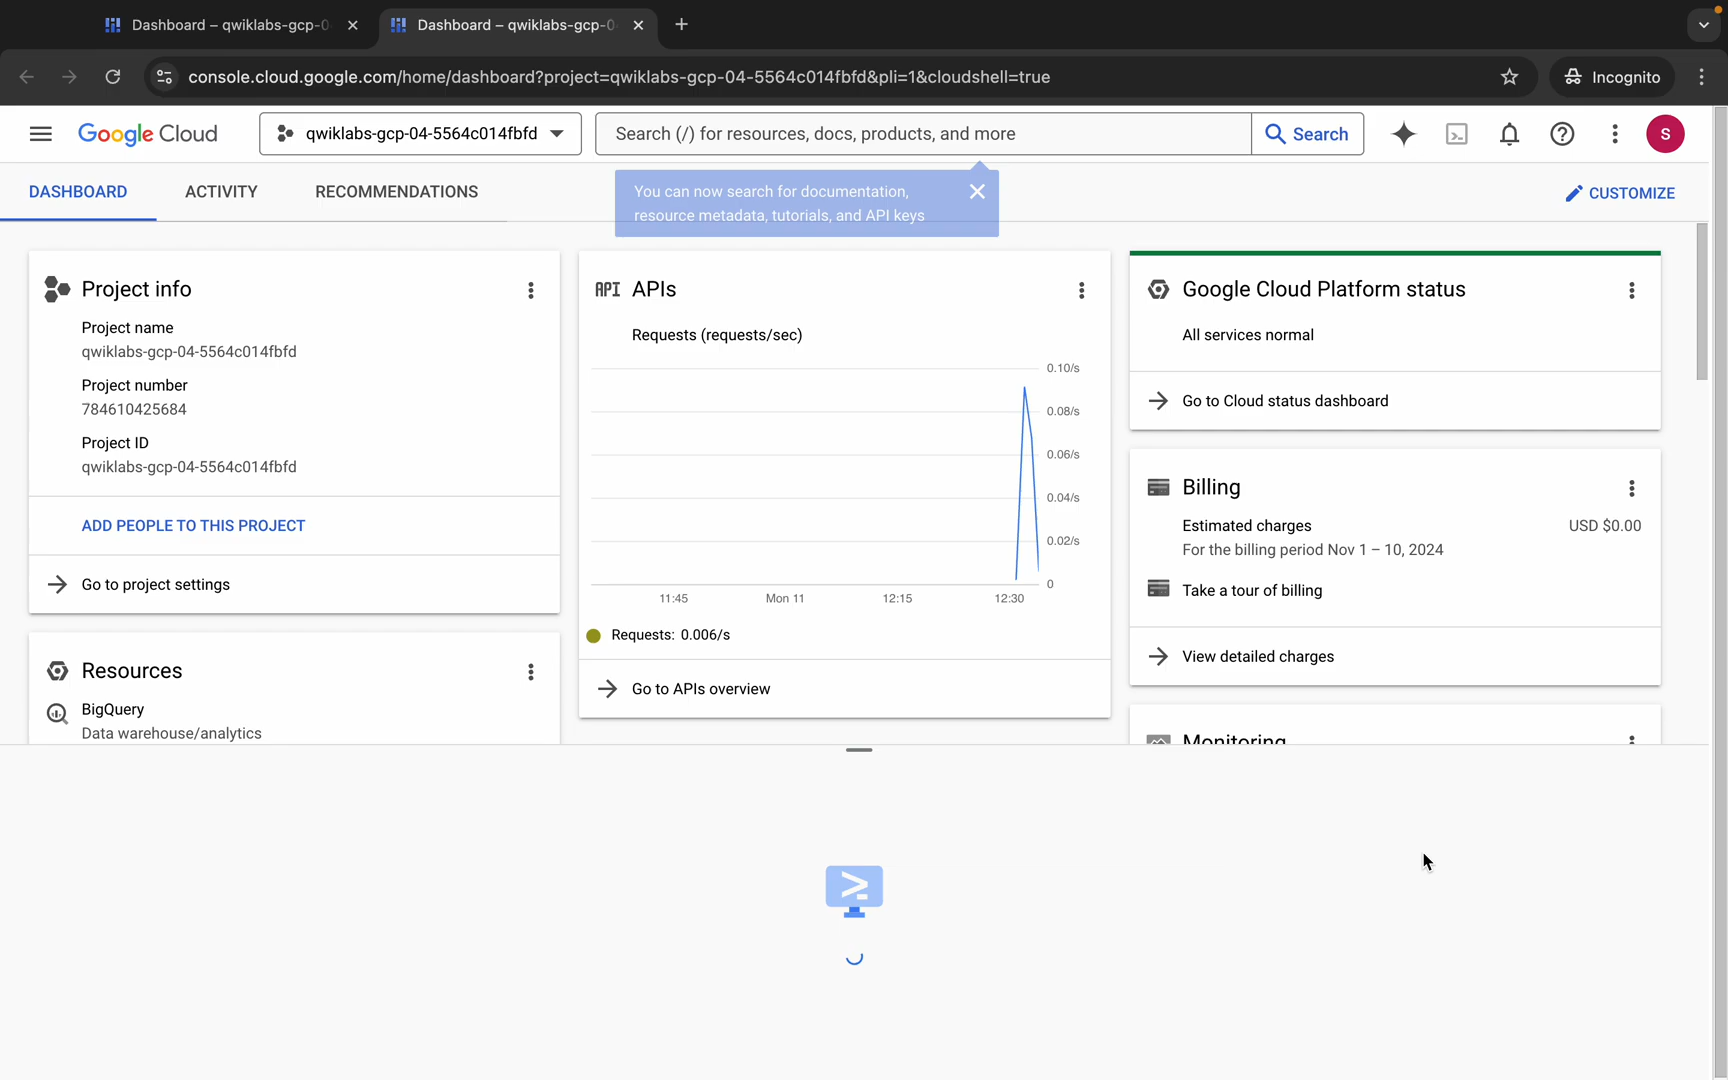 Dashboard – qwiklabs-gcp-0
Dashboard – qwiklabs-gcp-0
console.cloud.google.com/home/dashboard?project=qwiklabs-gcp-04-5564c014fbfd&pli=1&cloudshell=true
Incognito
Google Cloud
qwiklabs-gcp-04-5564c014fbfd
Search (/) for resources, docs, products, and more
Search
S
DASHBOARD
ACTIVITY
RECOMMENDATIONS
You can now search for documentation,
resource metadata, tutorials, and API keys
CUSTOMIZE
Project info
Project name
qwiklabs-gcp-04-5564c014fbfd
Project number
784610425684
Project ID
qwiklabs-gcp-04-5564c014fbfd
ADD PEOPLE TO THIS PROJECT
Go to project settings
Resources
BigQuery
Data warehouse/analytics
API APIs
Requests (requests/sec)
0.10/s
0.08/s
0.06/s
0.04/s
0.02/s
0
11:45
Mon 11
12:15
12:30
Requests: 0.006/s
Go to APIs overview
Google Cloud Platform status
All services normal
Go to Cloud status dashboard
Billing
Estimated charges
USD $0.00
For the billing period Nov 1 – 10, 2024
Take a tour of billing
View detailed charges
Monitoring